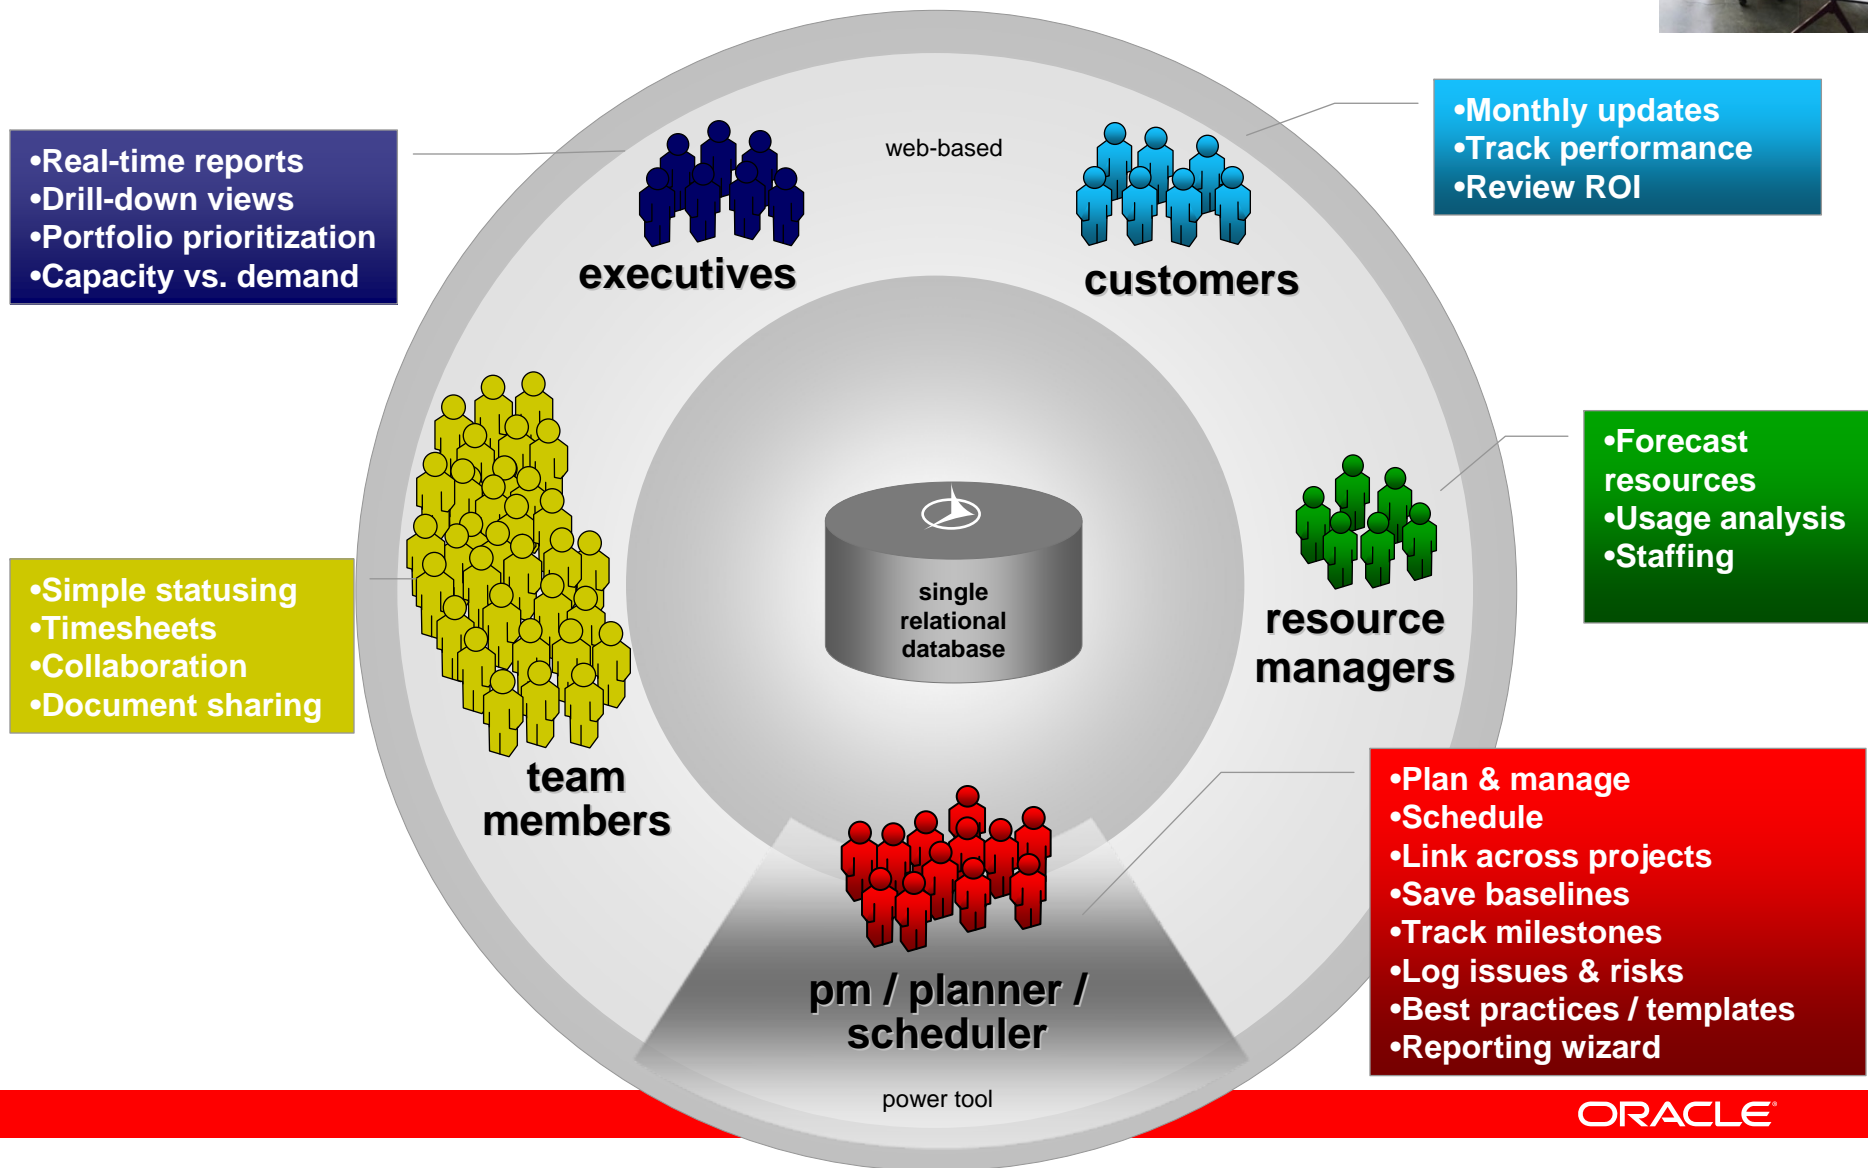 web-based
•Real-time reports
•Drill-down views
•Portfolio prioritization
•Capacity vs. demand
executives
•Monthly updates
•Track performance
•Review ROI
customers
•Simple statusing
•Timesheets
•Collaboration
•Document sharing
team
members
single
relational
database
•Forecast
resources
•Usage analysis
•Staffing
resource
managers
•Plan & manage
•Schedule
•Link across projects
•Save baselines
•Track milestones
•Log issues & risks
•Best practices / templates
•Reporting wizard
pm / planner /
scheduler
power tool
ORACLE